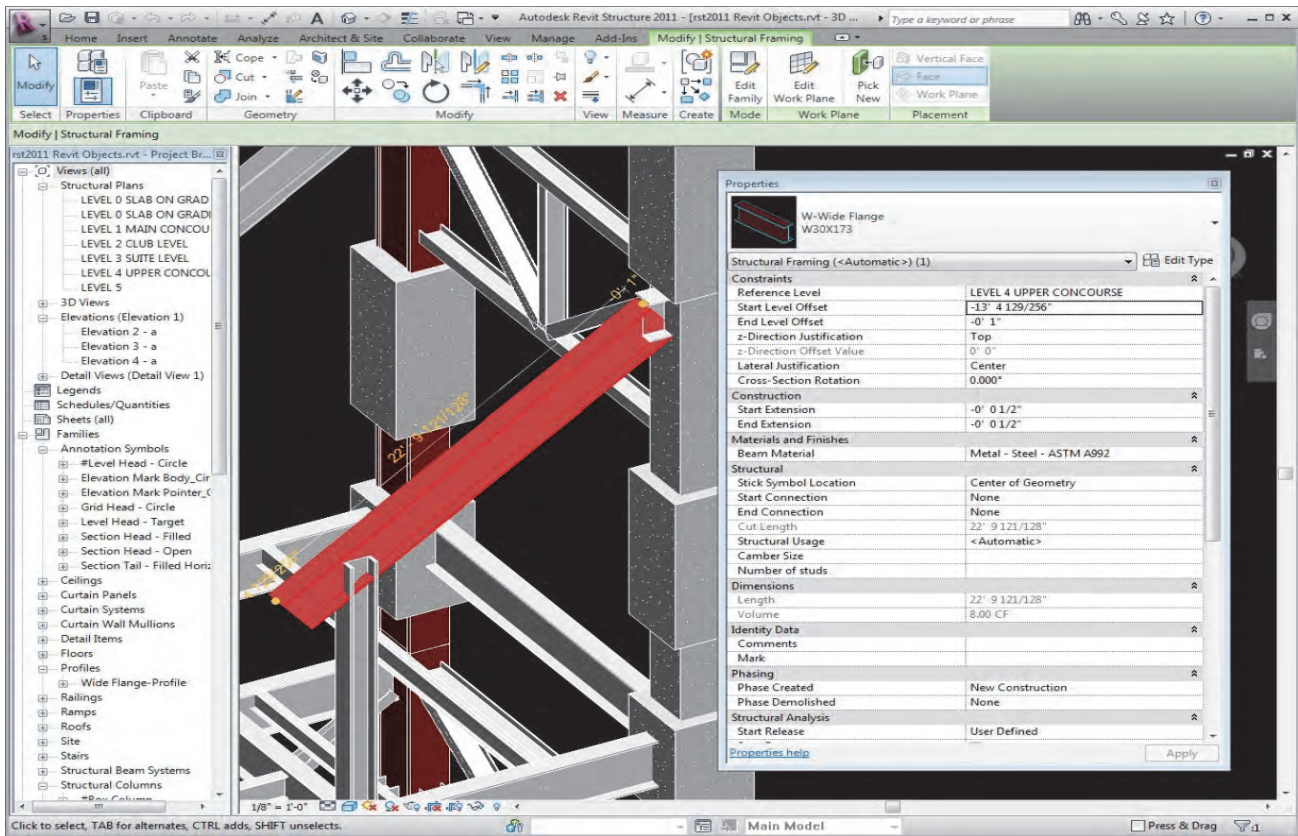 Autodesk Revit Structure 2011 - [rst2011 Revit Objects.rvt - 3D ...
Type a keyword or phrase
Home Insert Annotate Analyze Architect & Site Collaborate View Manage Add-Ins Modify | Structural Framing
Modify
Paste
Cope
Cut
Join
Edit Family
Edit Work Plane
Pick New
Vertical Face
Face
Work Plane
Select Properties Clipboard Geometry Modify View Measure Create Mode Work Plane Placement
Modify | Structural Framing
rst2011 Revit Objects.rvt - Project Br...
Views (all)
Structural Plans
LEVEL 0 SLAB ON GRAD
LEVEL 0 SLAB ON GRADI
LEVEL 1 MAIN CONCOU
LEVEL 2 CLUB LEVEL
LEVEL 3 SUITE LEVEL
LEVEL 4 UPPER CONCOU
LEVEL 5
3D Views
Elevations (Elevation 1)
Elevation 2 - a
Elevation 3 - a
Elevation 4 - a
Detail Views (Detail View 1)
Legends
Schedules/Quantities
Sheets (all)
Families
Annotation Symbols
#Level Head - Circle
Elevation Mark Body_Cir
Elevation Mark Pointer_C
Grid Head - Circle
Level Head - Target
Section Head - Filled
Section Head - Open
Section Tail - Filled Horiz
Ceilings
Curtain Panels
Curtain Systems
Curtain Wall Mullions
Detail Items
Floors
Profiles
Wide Flange-Profile
Railings
Ramps
Roofs
Site
Stairs
Structural Beam Systems
Structural Columns
#Box Column
-0' 1"
22' - 9 121/128"
Properties
W-Wide Flange
W30X173
Structural Framing (<Automatic>) (1) Edit Type
Constraints
Reference Level LEVEL 4 UPPER CONCOURSE
Start Level Offset -13' 4 129/256"
End Level Offset -0' 1"
z-Direction Justification Top
z-Direction Offset Value 0' 0"
Lateral Justification Center
Cross-Section Rotation 0.000°
Construction
Start Extension -0' 0 1/2"
End Extension -0' 0 1/2"
Materials and Finishes
Beam Material Metal - Steel - ASTM A992
Structural
Stick Symbol Location Center of Geometry
Start Connection None
End Connection None
Cut Length 22' 9 121/128"
Structural Usage <Automatic>
Camber Size
Number of studs
Dimensions
Length 22' 9 121/128"
Volume 8.00 CF
Identity Data
Comments
Mark
Phasing
Phase Created New Construction
Phase Demolished None
Structural Analysis
Start Release User Defined
Properties help Apply
1/8" = 1'-0"
Click to select, TAB for alternates, CTRL adds, SHIFT unselects. Main Model Press & Drag :1